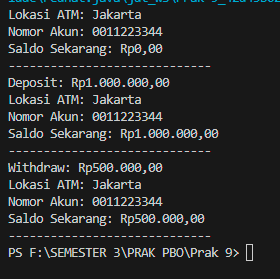 Lokasi ATM: Jakarta
Nomor Akun: 0011223344
Saldo Sekarang: Rp0,00
-----------------------------
Deposit: Rp1.000.000,00
Lokasi ATM: Jakarta
Nomor Akun: 0011223344
Saldo Sekarang: Rp1.000.000,00
-----------------------------
Withdraw: Rp500.000,00
Lokasi ATM: Jakarta
Nomor Akun: 0011223344
Saldo Sekarang: Rp500.000,00
-----------------------------
PS F:\SEMESTER 3\PRAK PBO\Prak 9>